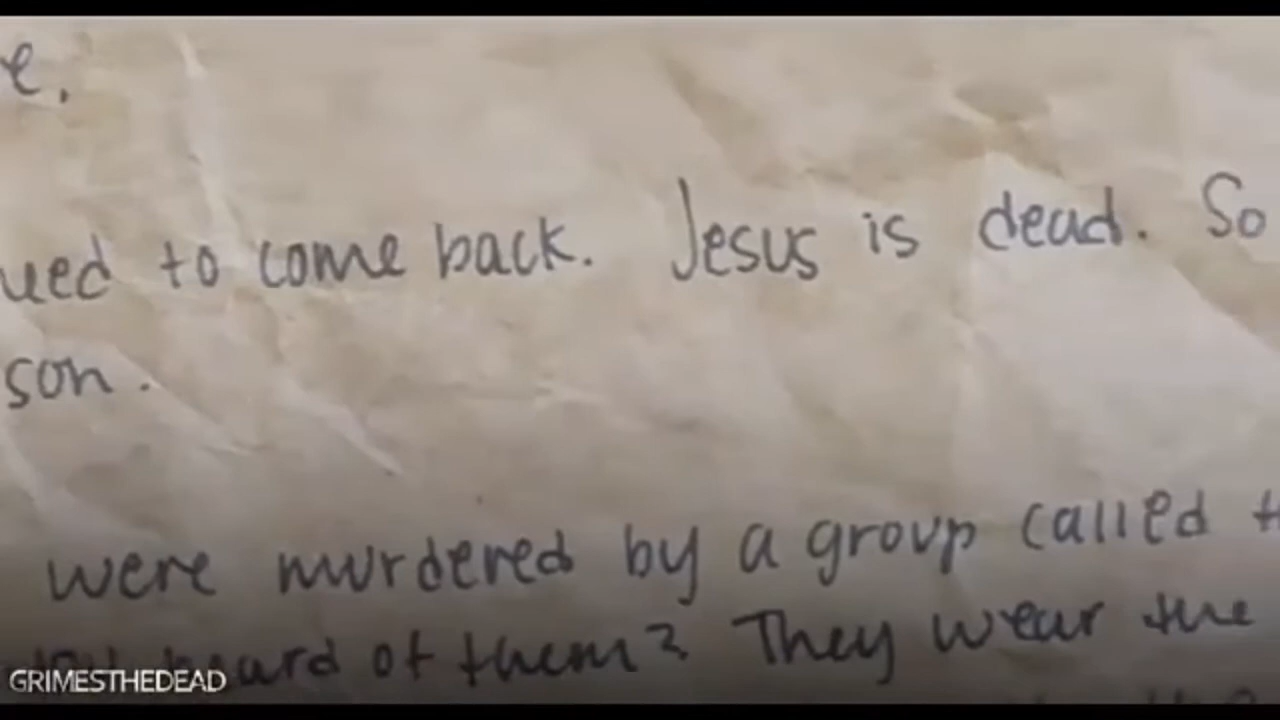 e.
ued to come back. Jesus is dead. So
son.
were murdered by a group called t
heard of them? They wear the
GRIMESTHEDEAD